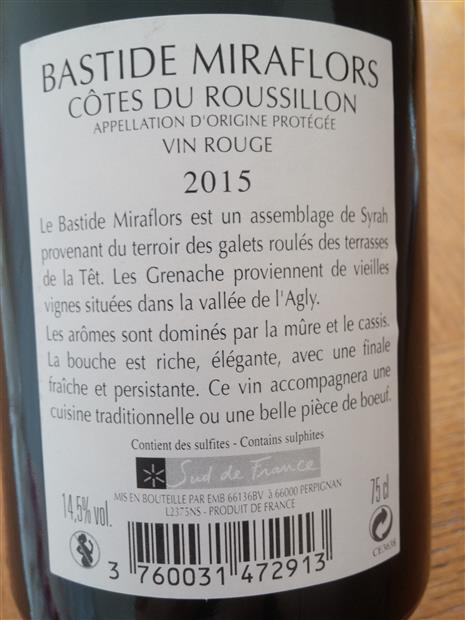 BASTIDE MIRAFLORS
CÔTES DU ROUSSILLON
APPELLATION D'ORIGINE PROTÉGÉE
VIN ROUGE
2015
Le Bastide Miraflors est un assemblage de Syrah
provenant du terroir des galets roulés des terrasses
de la Têt. Les Grenache proviennent de vieilles
vignes situées dans la vallée de l'Agly.
Les arômes sont dominés par la mûre et le cassis.
La bouche est riche, élégante, avec une finale
fraîche et persistante. Ce vin accompagnera une
cuisine traditionnelle ou une belle pièce de boeuf.
Contient des sulfites - Contains sulphites
Sud de France
14,5% vol.
MIS EN BOUTEILLE PAR EMB 66136BV à 66000 PERPIGNAN
L2375NS - PRODUIT DE FRANCE
75 cl
CE3638
3 760031 472913